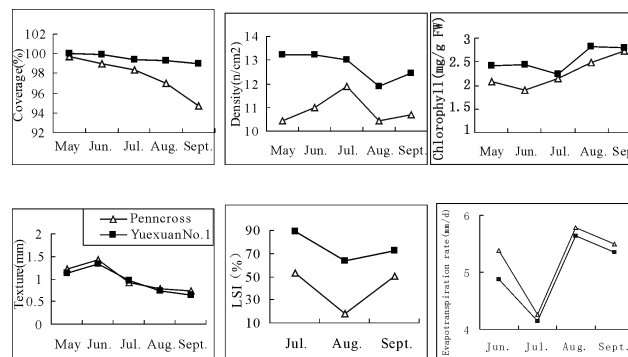 Coverage(%)
102
100
98
96
94
92
May Jun. Jul. Aug. Sept.
Density(n/cm2)
14
13
12
11
10
May Jun. Jul. Aug. Sept.
Chlorophyll(mg/g FW)
3
2.5
2
1.5
1
May Jun. Jul. Aug. Sept.
Texture(mm)
2
1.5
1
0.5
0
Penncross
YuexuanNo.1
May Jun. Jul. Aug. Sept.
LSI (%)
90
70
50
30
10
Jul. Aug. Sept.
Evapotranspiration rate(mm/d)
6
5
4
Jun. Jul. Aug. Sept.